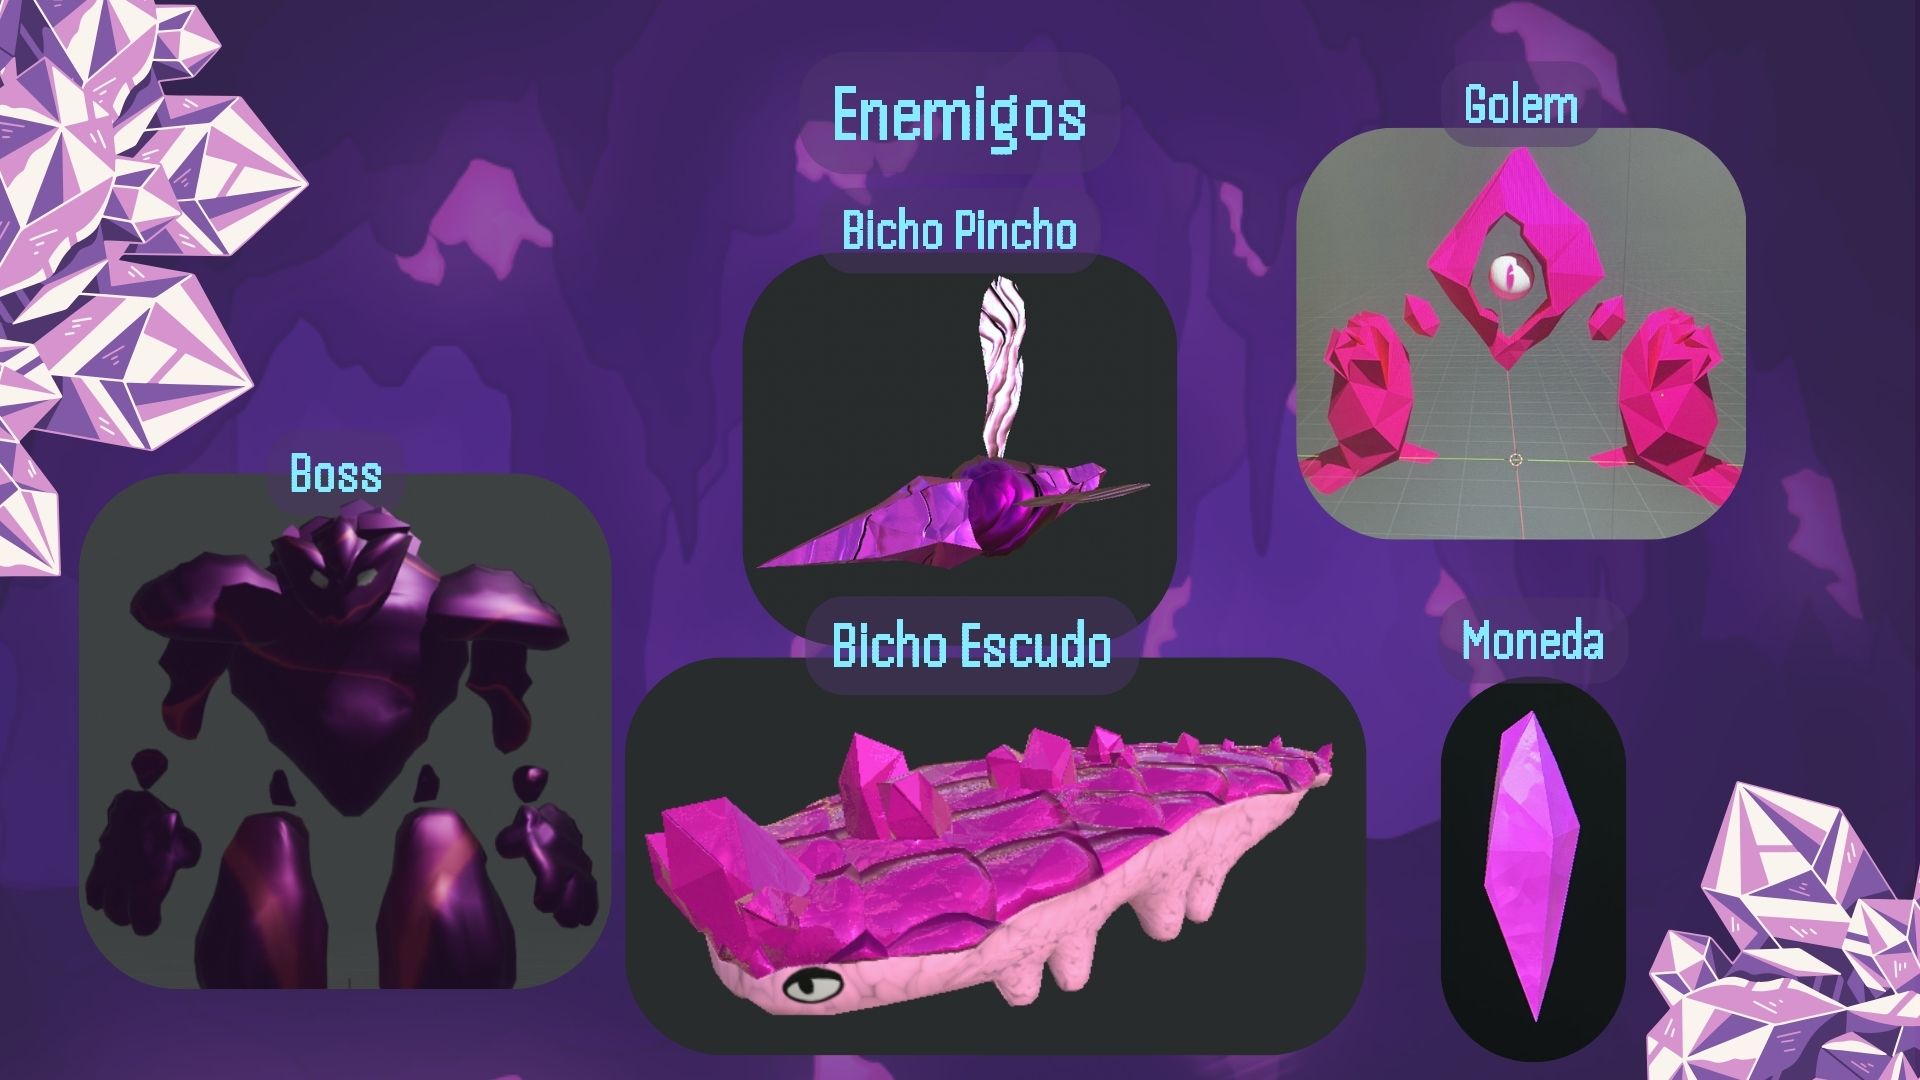 Enemigos
Golem
Bicho Pincho
Boss
Bicho Escudo
Moneda